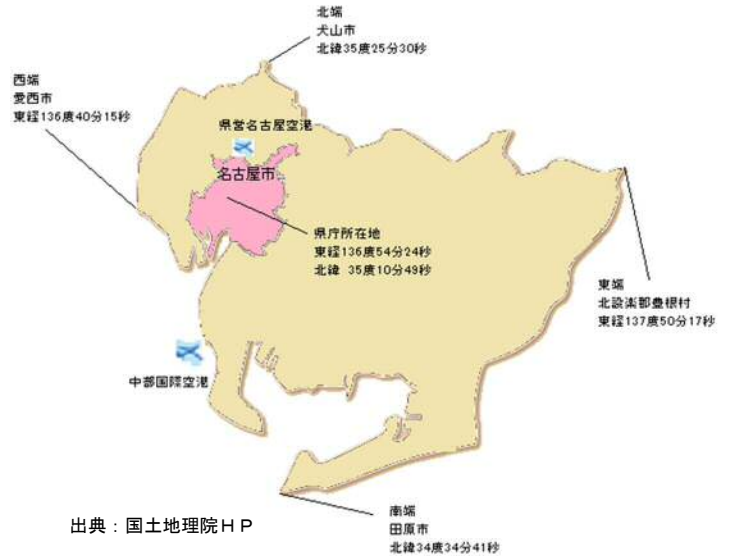 北端
犬山市
北緯35度25分30秒
西端
愛西市
東経136度40分15秒
県営名古屋空港
名古屋市
県庁所在地
東経136度54分24秒
北緯 35度10分49秒
東端
北設楽郡豊根村
東経137度50分17秒
中部国際空港
南端
田原市
北緯34度34分41秒
出典：国土地理院ＨＰ